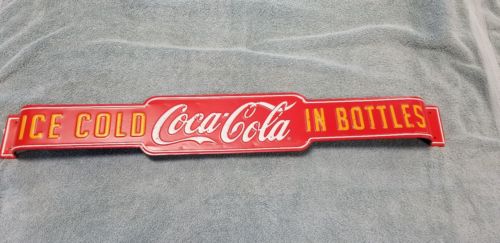 ICE COLD Coca-Cola IN BOTTLES